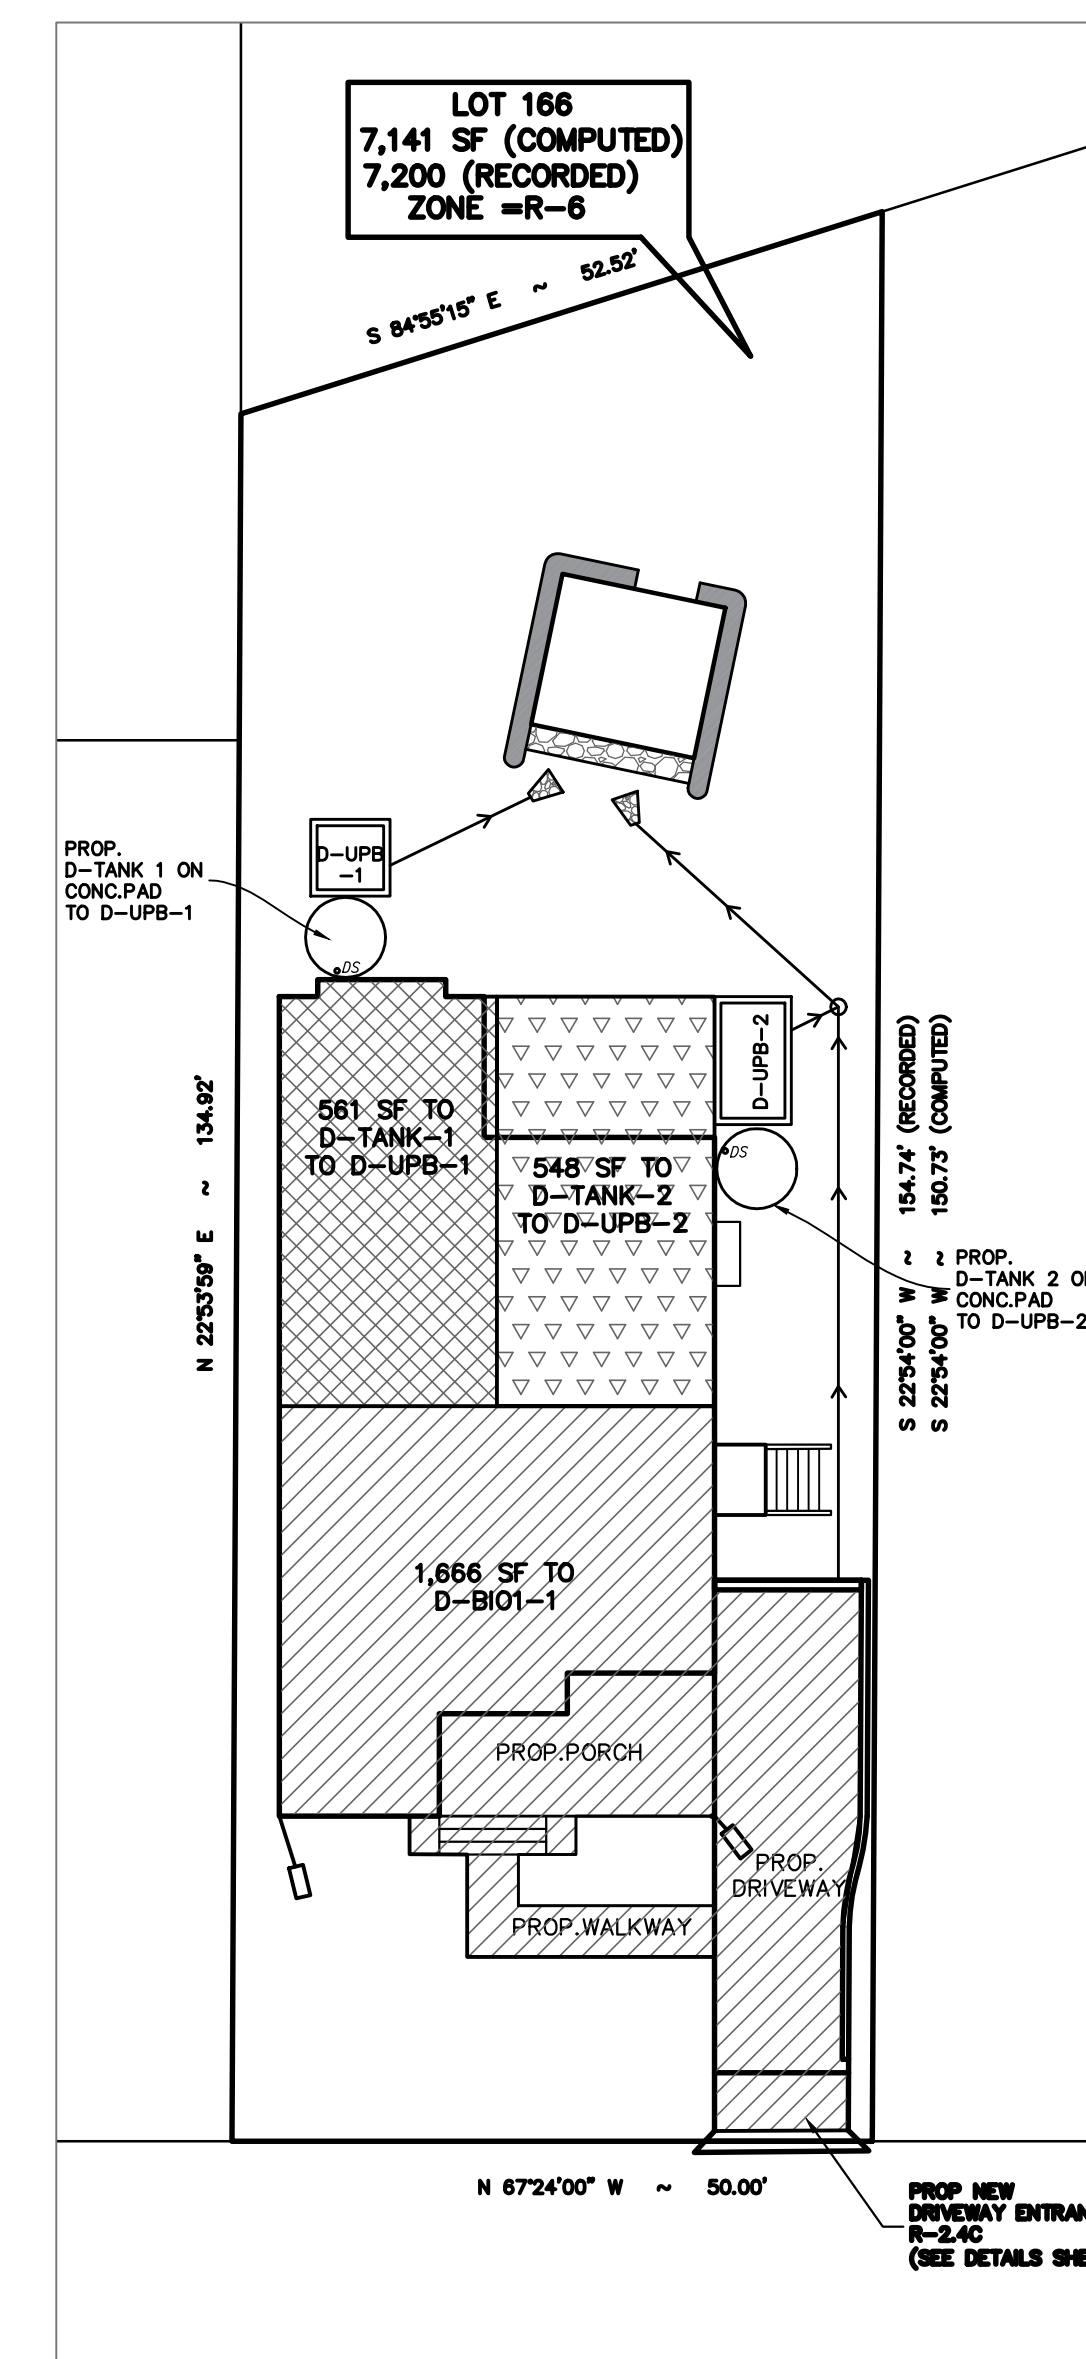 LOT 166
7,141 SF (COMPUTED)
7,200 (RECORDED)
ZONE =R-6
S 84°55'15" E ~ 52.52'
D-UPB
-1
PROP.
D-TANK 1 ON
CONC.PAD
TO D-UPB-1
DS
D-UPB-2
DS
N 22°53'59" E ~ 134.92'
561 SF TO
D-TANK-1
TO D-UPB-1
548 SF TO
D-TANK-2
TO D-UPB-2
S 22°54'00" W ~ 154.74' (RECORDED)
S 22°54'00" W ~ 150.73' (COMPUTED)
PROP.
D-TANK 2
CONC.PAD
TO D-UPB-2
1,666 SF TO
D-BIO1-1
PROP.PORCH
PROP.
DRIVEWAY
PROP.WALKWAY
N 67°24'00" W ~ 50.00'
PROP NEW
DRIVEWAY
R-2.4C
(SEE DETAILS